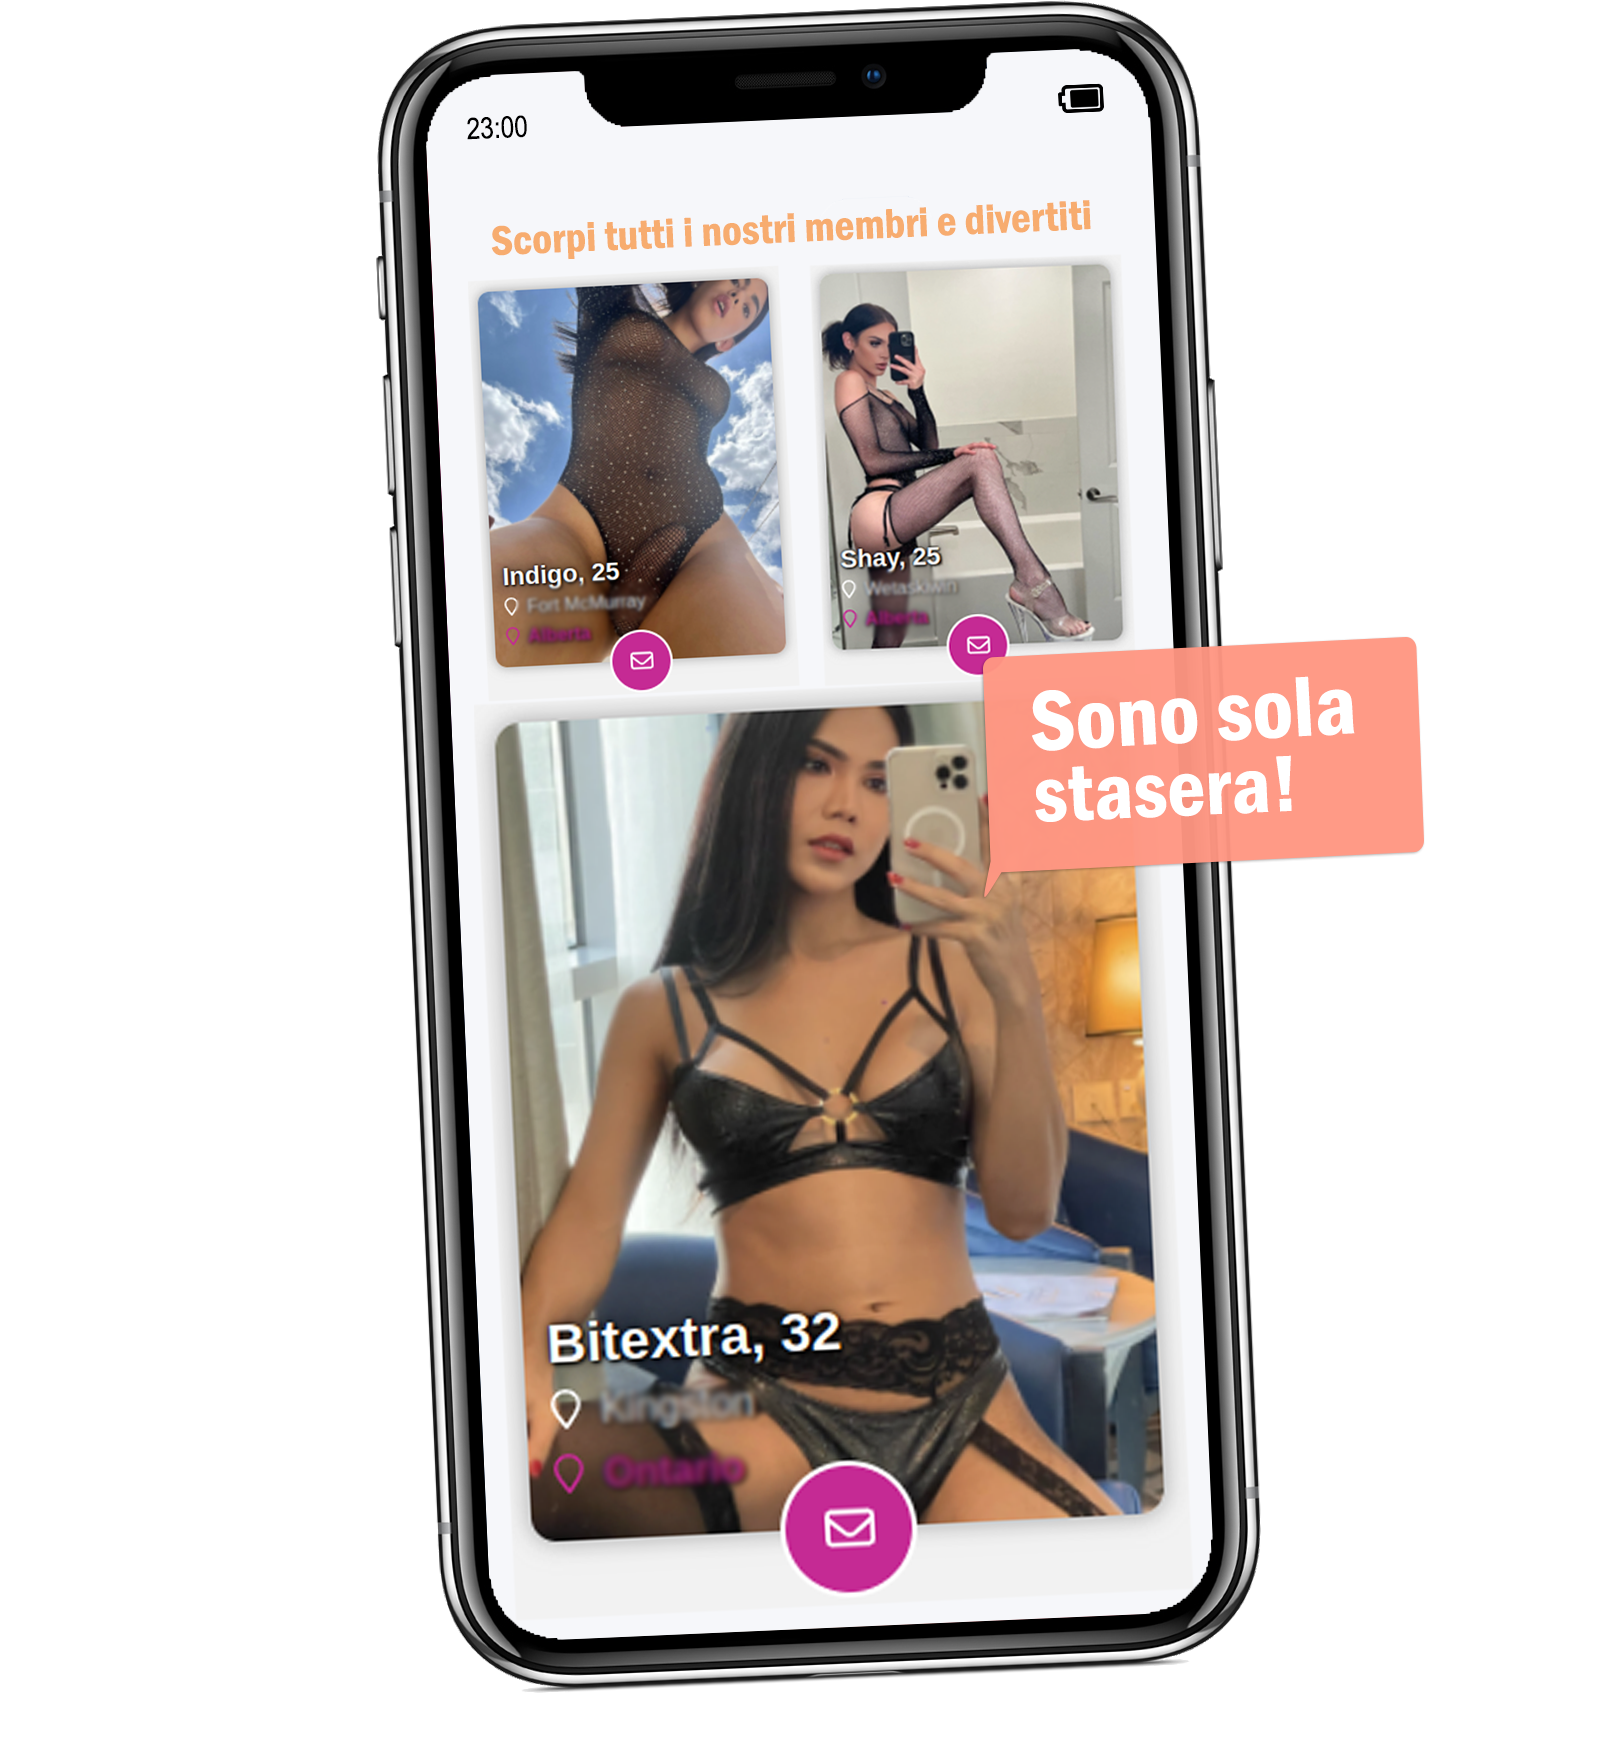 23:00
Scorpi tutti i nostri membri e divertiti
Indigo, 25
Fort McMurray
Alberta
Shay, 25
Wetaskiwin
Alberta
Sono sola
stasera!
Bitextra, 32
Kingston
Ontario